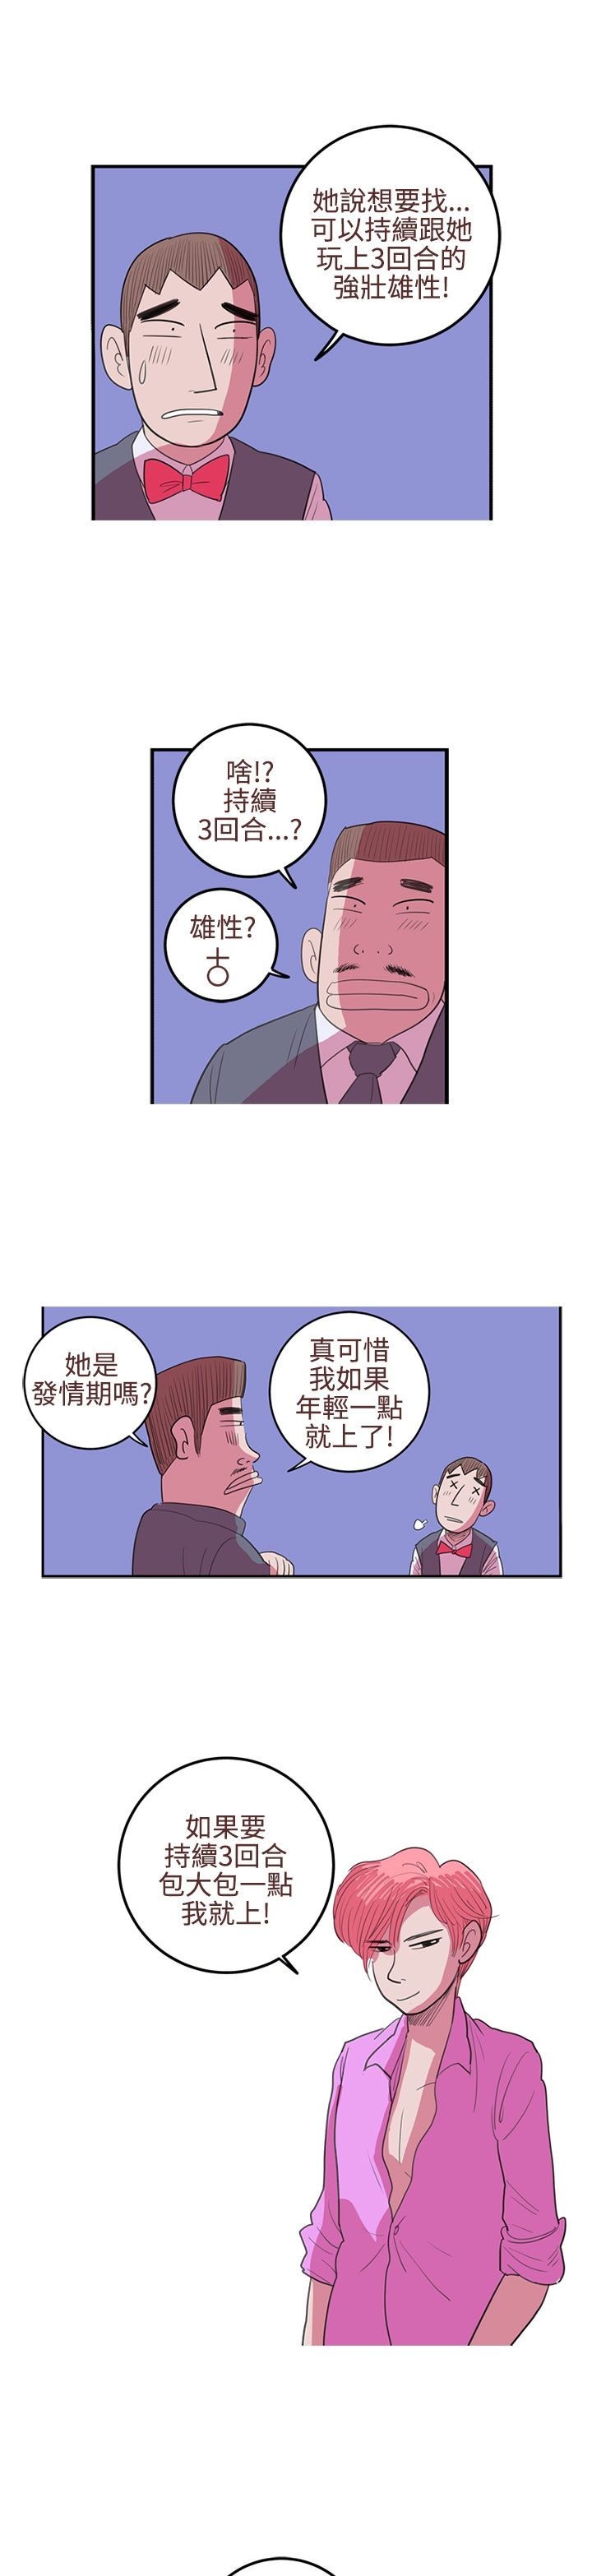 她說想要找...
可以持續跟她
玩上3回合的
強壯雄性!
啥!?
持續
3回合...?
雄性?
她是
發情期嗎?
真可惜
我如果
年輕一點
就上了!
如果要
持續3回合
包大包一點
我就上!